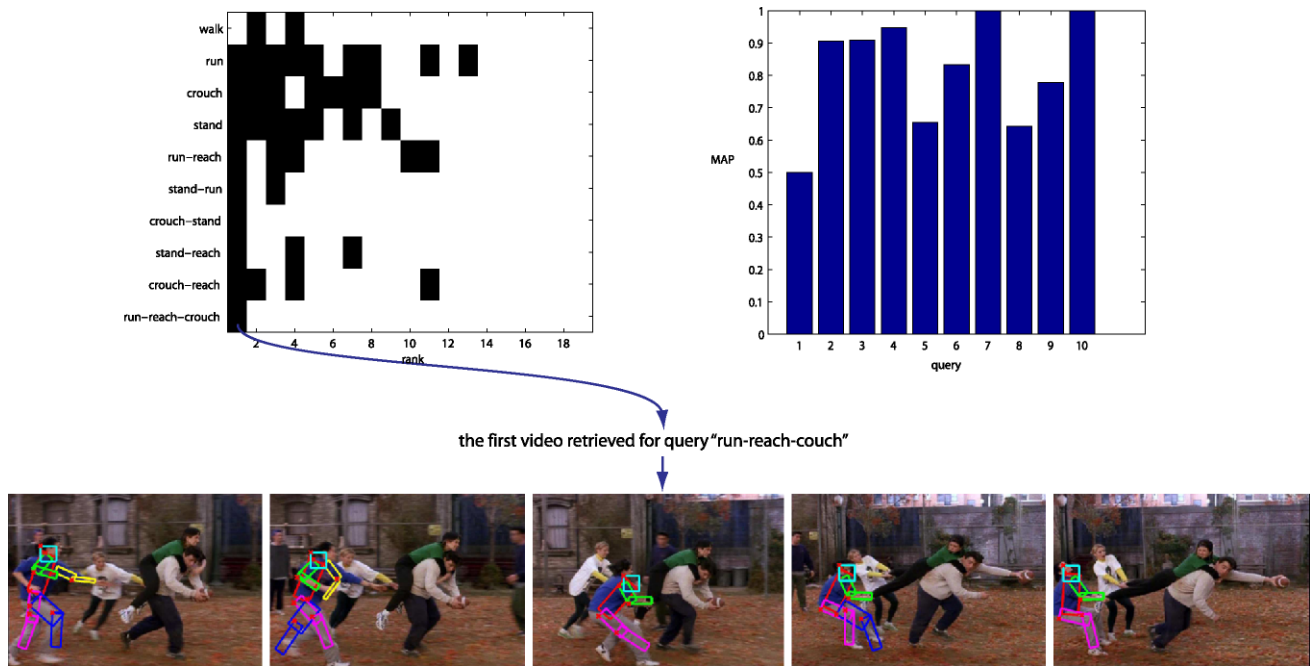 walk
run
crouch
stand
run-reach
stand-run
crouch-stand
stand-reach
crouch-reach
run-reach-crouch
2 4 6 8 10 12 14 16 18
rank
1
0.9
0.8
0.7
0.6
0.5
0.4
0.3
0.2
0.1
0
MAP
1 2 3 4 5 6 7 8 9 10
query
the first video retrieved for query “run-reach-couch”